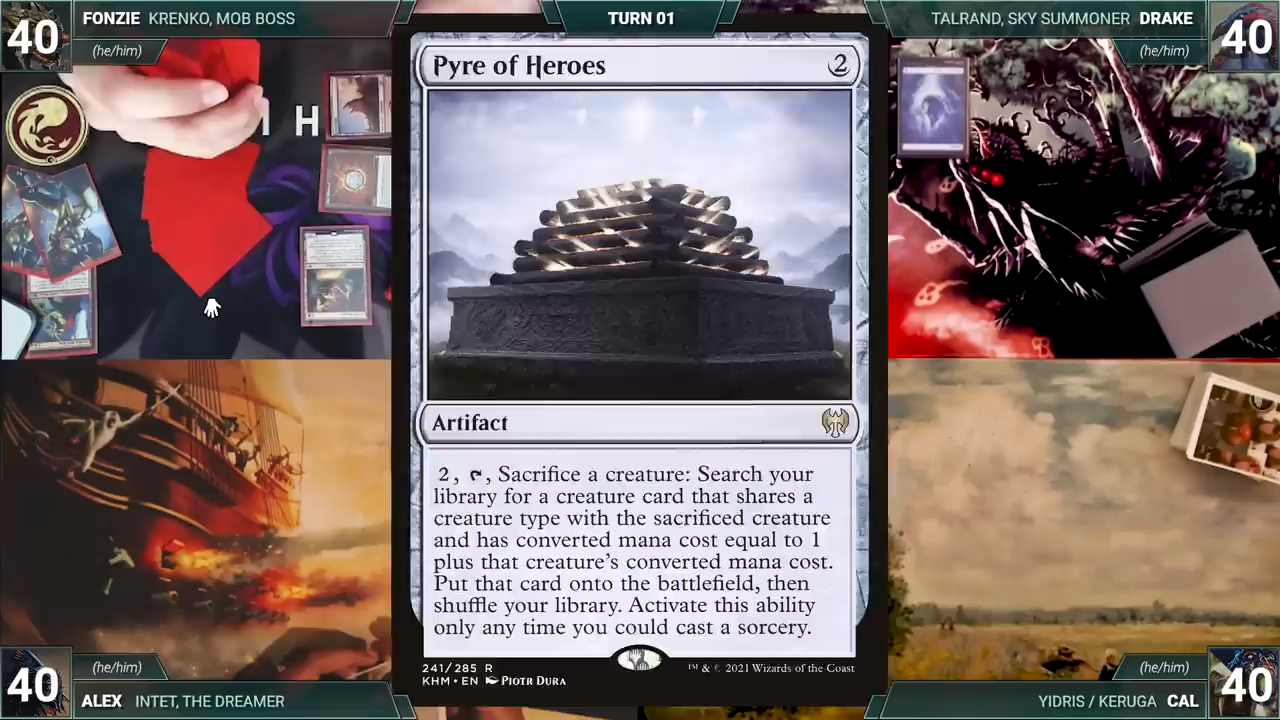 40
FONZIE KRENKO, MOB BOSS
(he/him)
TURN 01
TALRAND, SKY SUMMONER DRAKE
(he/him)
40
H
Pyre of Heroes 2
Artifact
2, , Sacrifice a creature: Search your
library for a creature card that shares a
creature type with the sacrificed creature
and has converted mana cost equal to 1
plus that creature's converted mana cost.
Put that card onto the battlefield, then
shuffle your library. Activate this ability
only any time you could cast a sorcery.
241/285 R
KHM • EN Piotr Dura
™ & © 2021 Wizards of the Coast
40
(he/him)
ALEX INTET, THE DREAMER
(he/him)
YIDRIS / KERUGA CAL
40